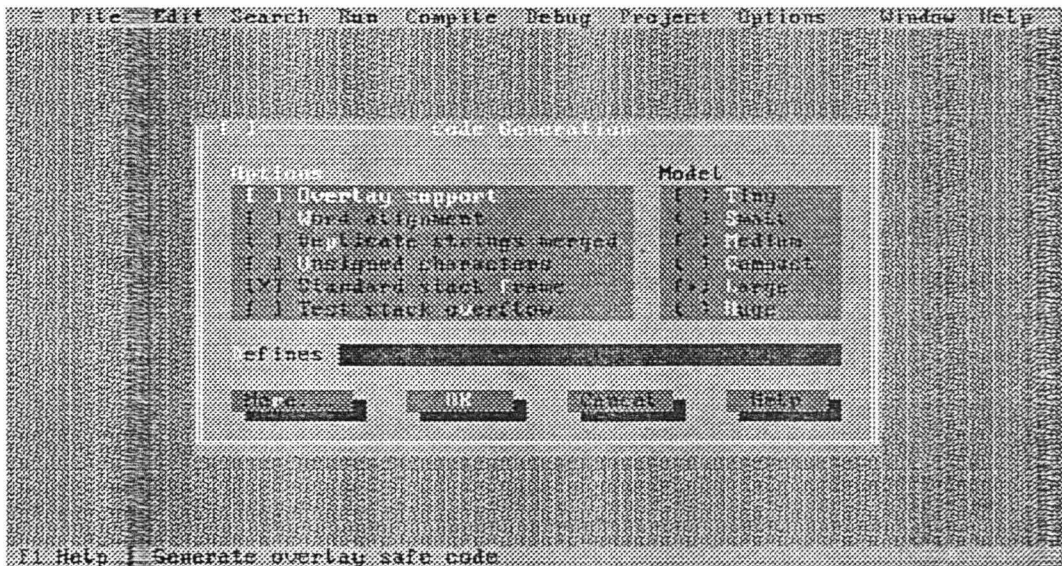 ≡ File Edit Search Run Compile Debug Project Options Window Help
Code Generation
Options
[ ] Overlay support
[ ] Word alignment
[ ] Duplicate strings merged
[ ] Unsigned characters
[X] Standard stack frame
[ ] Test stack overflow
Model
( ) Tiny
( ) Small
( ) Medium
( ) Compact
(•) Large
( ) Huge
Defines
More... OK Cancel Help
F1 Help │ Generate overlay safe code